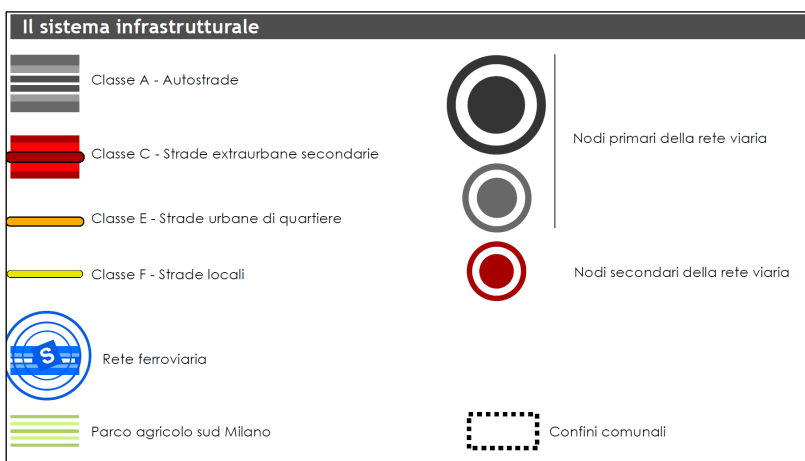 Il sistema infrastrutturale
Classe A - Autostrade
Classe C - Strade extraurbane secondarie
Classe E - Strade urbane di quartiere
Classe F - Strade locali
S
Rete ferroviaria
Parco agricolo sud Milano
Nodi primari della rete viaria
Nodi secondari della rete viaria
Confini comunali